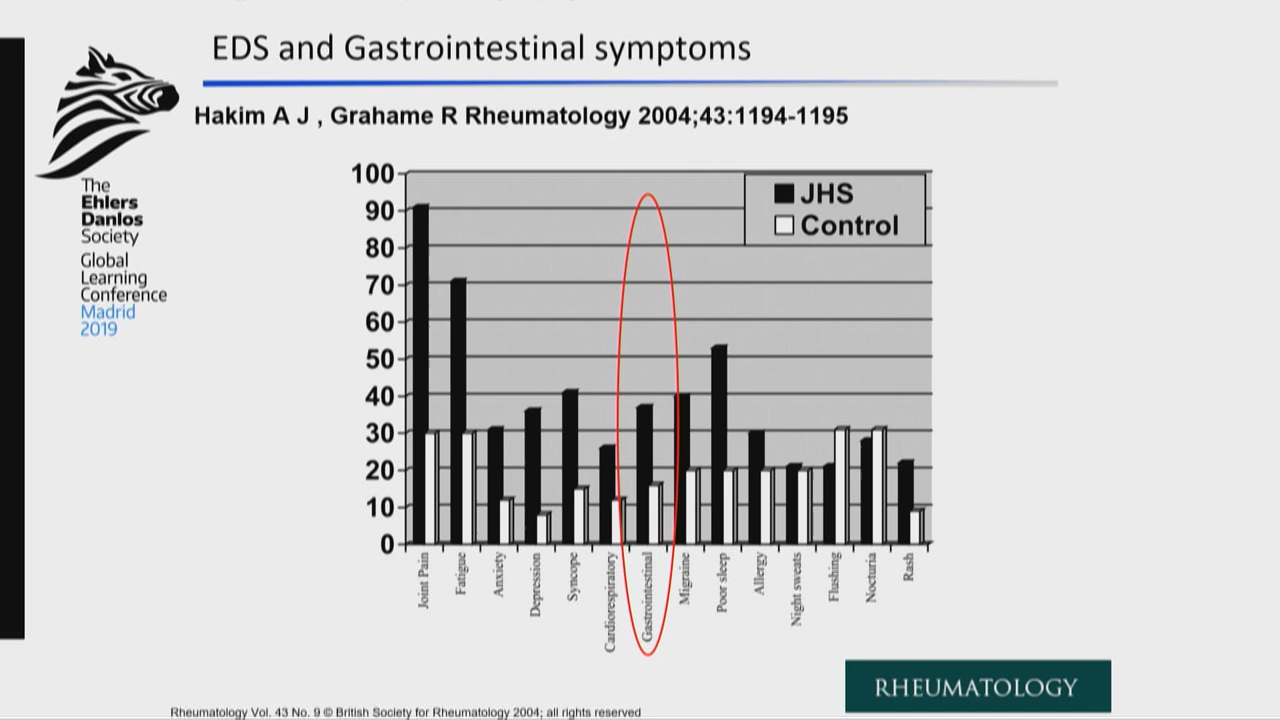 EDS and Gastrointestinal symptoms
Hakim A J , Grahame R Rheumatology 2004;43:1194-1195
The
Ehlers
Danlos
Society
Global
Learning
Conference
Madrid
2019
JHS
Control
100
90
80
70
60
50
40
30
20
10
0
Joint Pain
Fatigue
Anxiety
Depression
Syncope
Cardiorespiratory
Gastrointestinal
Migraine
Poor sleep
Allergy
Night sweats
Flushing
Nocturia
Rash
RHEUMATOLOGY
Rheumatology Vol. 43 No. 9 © British Society for Rheumatology 2004; all rights reserved